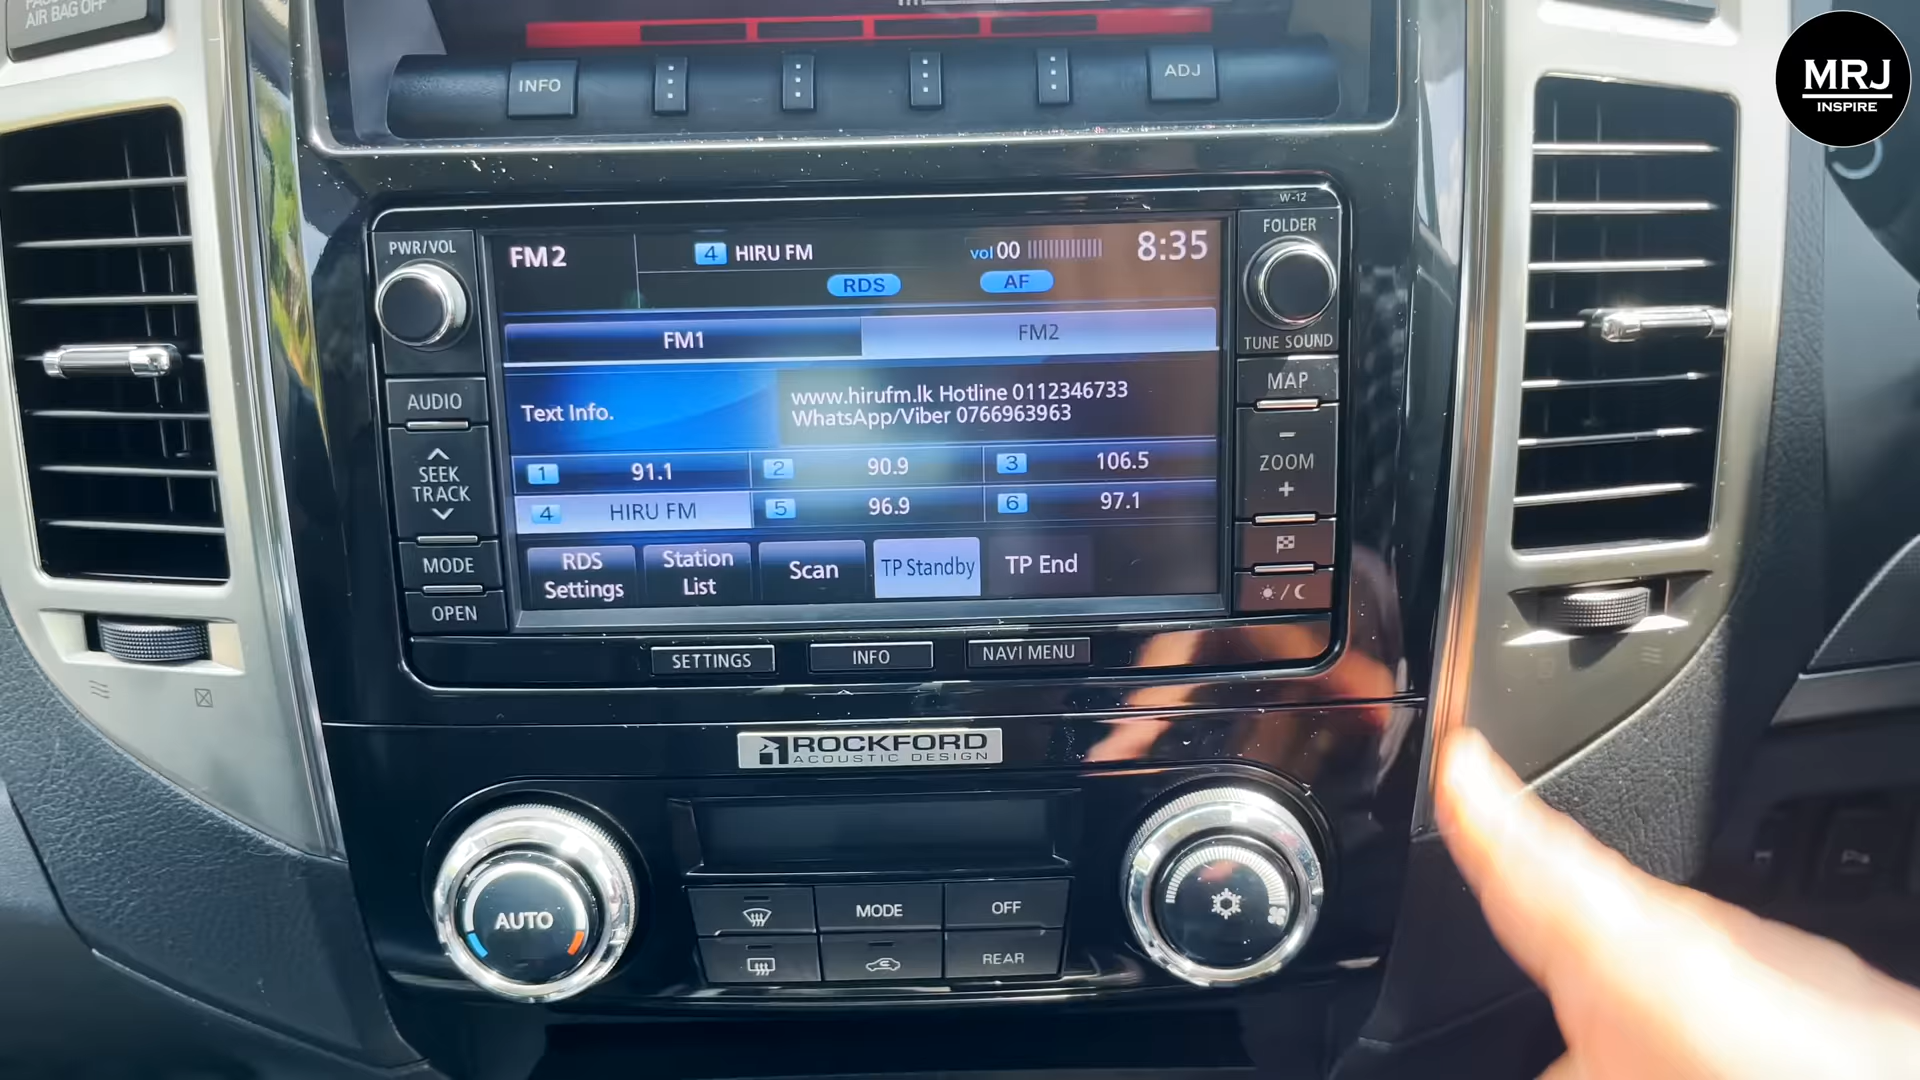 AIR BAG OFF
INFO
ADJ
MRJ
INSPIRE
W-12
PWR/VOL
FM2
4 HIRU FM
vol 00
8:35
RDS
AF
FM1
FM2
Text Info.
www.hirufm.lk Hotline 0112346733
WhatsApp/Viber 0766963963
1 91.1
2 90.9
3 106.5
4 HIRU FM
5 96.9
6 97.1
RDS
Settings
Station
List
Scan
TP Standby
TP End
AUDIO
SEEK
TRACK
MODE
OPEN
FOLDER
TUNE SOUND
MAP
ZOOM
SETTINGS
INFO
NAVI MENU
ROCKFORD
ACOUSTIC DESIGN
AUTO
MODE
OFF
REAR